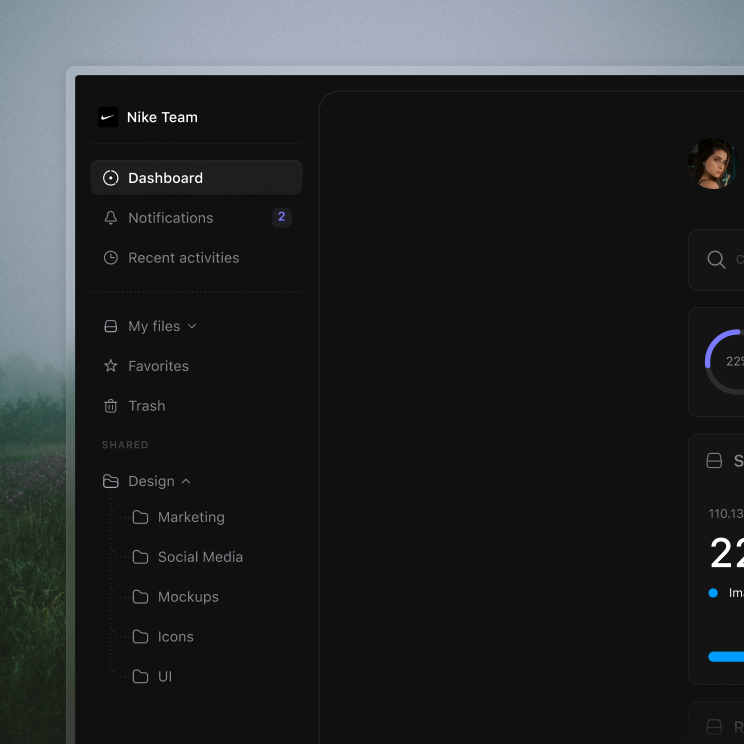 Nike Team
Dashboard
Notifications 2
Recent activities
My files
Favorites
Trash
SHARED
Design
Marketing
Social Media
Mockups
Icons
UI
22%
S
110.13
22
Ima
R